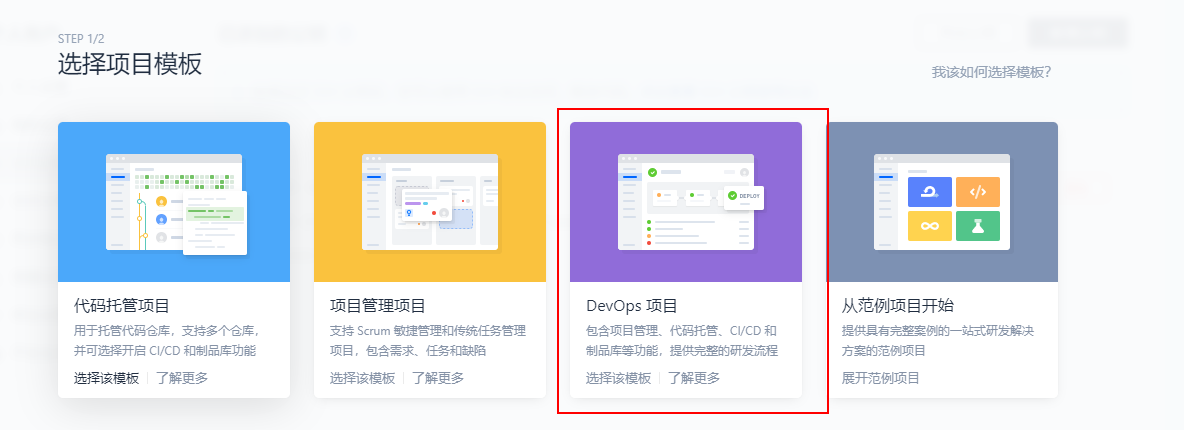 STEP 1/2
选择项目模板
我该如何选择模板?
DEPLOY
代码托管项目
用于托管代码仓库，支持多个仓库，
并可选择开启 CI/CD 和制品库功能
选择该模板 | 了解更多
项目管理项目
支持 Scrum 敏捷管理和传统任务管理
项目，包含需求、任务和缺陷
选择该模板 | 了解更多
DevOps 项目
包含项目管理、代码托管、CI/CD 和
制品库等功能，提供完整的研发流程
选择该模板 | 了解更多
从范例项目开始
提供具有完整案例的一站式研发解决
方案的范例项目
展开范例项目